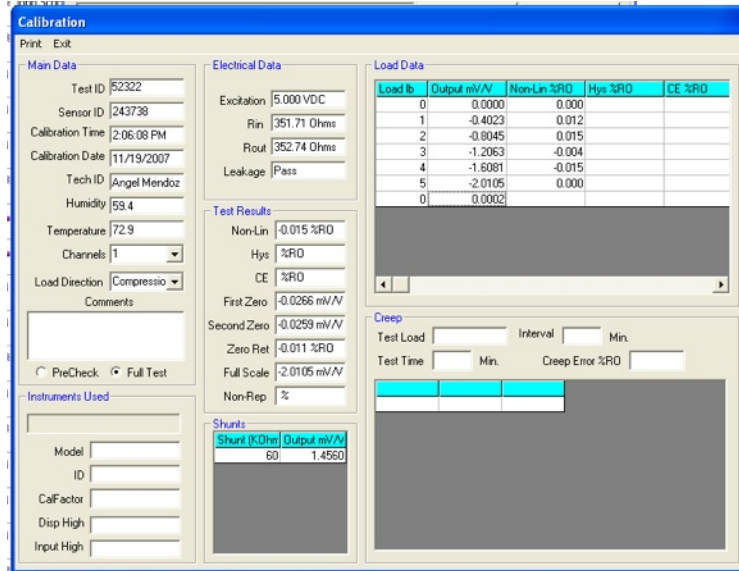 Calibration
Print Exit
Main Data
Test ID 52322
Sensor ID 243738
Calibration Time 2:06:08 PM
Calibration Date 11/19/2007
Tech ID Angel Mendoz
Humidity 59.4
Temperature 72.9
Channels 1
Load Direction Compressio
Comments
PreCheck Full Test
Instruments Used
Model
ID
CalFactor
Disp High
Input High
Electrical Data
Excitation 5.000 VDC
Rin 351.71 Ohms
Rout 352.74 Ohms
Leakage Pass
Test Results
Non-Lin -0.015 %RO
Hys %RO
CE %RO
First Zero -0.0266 mV/V
Second Zero -0.0259 mV/V
Zero Ret -0.011 %RO
Full Scale -2.0105 mV/V
Non-Rep %
Shunts
Shunt (KOhm Output mV/V
60 1.4560
Load Data
Load lb Output mV/V Non-Lin %RO Hys %RO CE %RO
0 0.0000 0.000
1 -0.4023 0.012
2 -0.8045 0.015
3 -1.2063 -0.004
4 -1.6081 -0.015
5 -2.0105 0.000
0 0.0002
Creep
Test Load Interval Min.
Test Time Min. Creep Error %RO